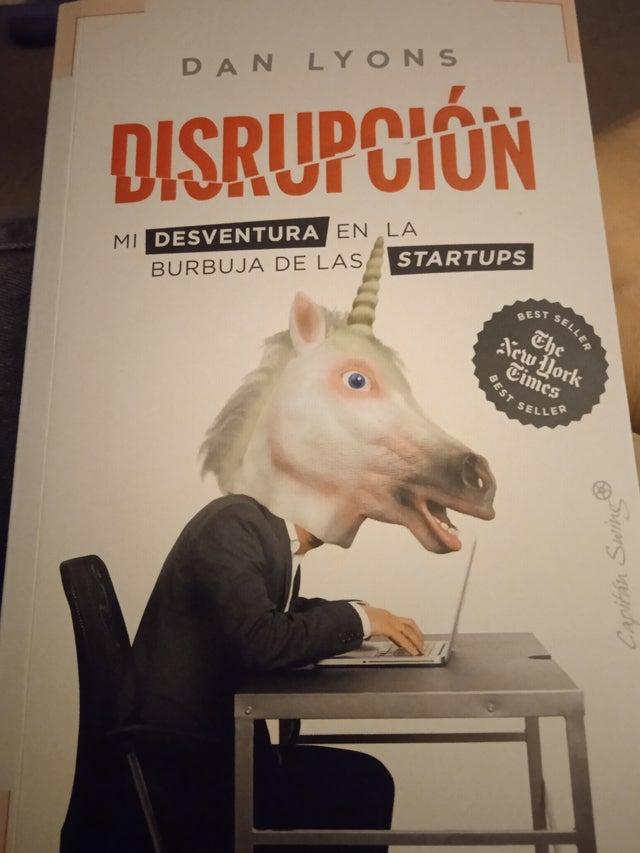 DAN LYONS
DISRUPCIÓN
MI DESVENTURA EN LA
BURBUJA DE LAS STARTUPS
BEST SELLER
The
New York
Times
BEST SELLER
Capitán Swing